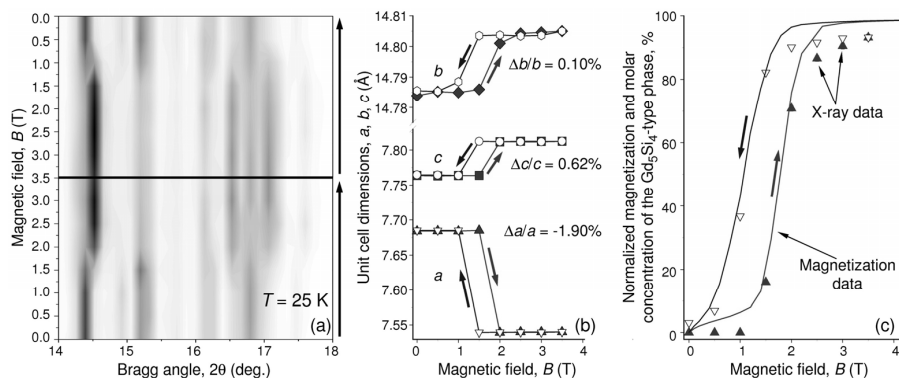 Magnetic field, B (T)
0.0
0.5
1.0
1.5
2.0
2.5
3.0
3.5
3.0
2.5
2.0
1.5
1.0
0.5
0.0
T = 25 K
(a)
14 15 16 17 18
Bragg angle, 2θ (deg.)
Unit cell dimensions, a, b, c (Å)
14.81
14.80
14.79
14.78
7.80
7.75
7.70
7.65
7.60
7.55
b
Δb/b = 0.10%
c
Δc/c = 0.62%
Δa/a = -1.90%
a
(b)
0 1 2 3 4
Magnetic field, B (T)
Normalized magnetization and molar
concentration of the Gd5Si4-type phase, %
100
80
60
40
20
0
X-ray data
Magnetization
data
(c)
0 1 2 3 4
Magnetic field, B (T)